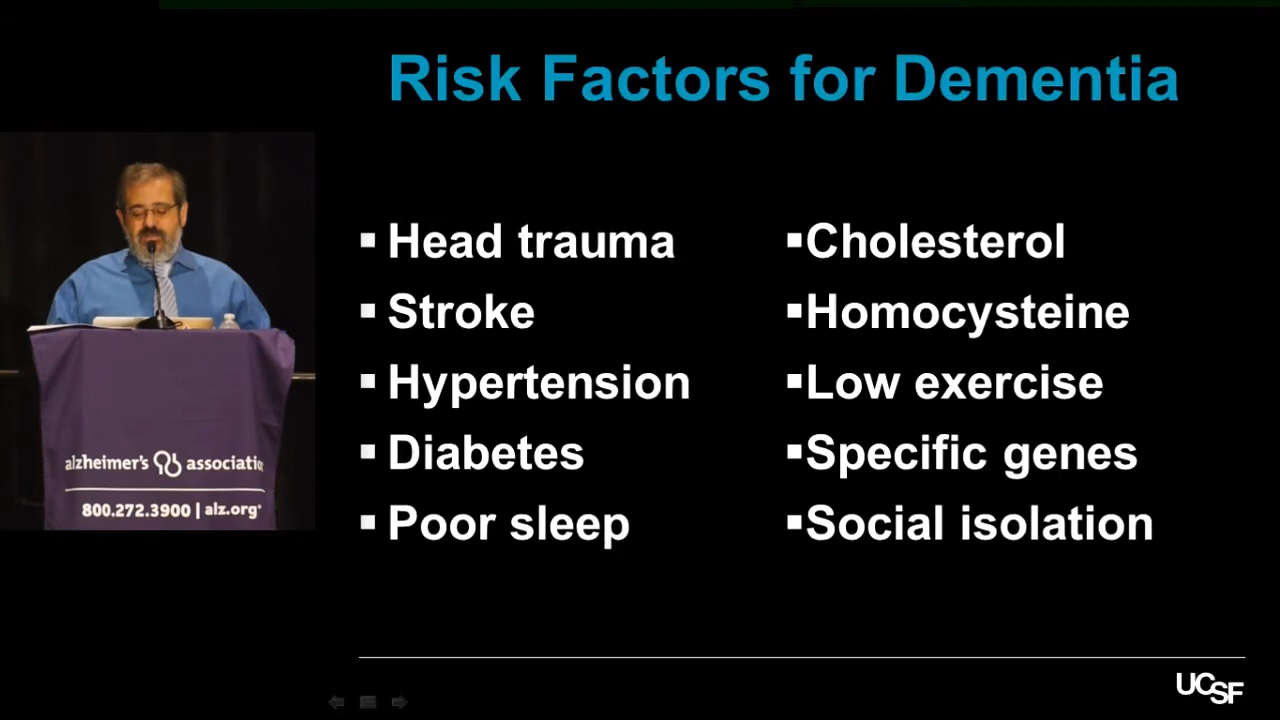 Risk Factors for Dementia
▪ Head trauma
▪ Stroke
▪ Hypertension
▪ Diabetes
▪ Poor sleep
▪Cholesterol
▪Homocysteine
▪Low exercise
▪Specific genes
▪Social isolation
alzheimer's associatio
800.272.3900 | alz.org®
UCSF